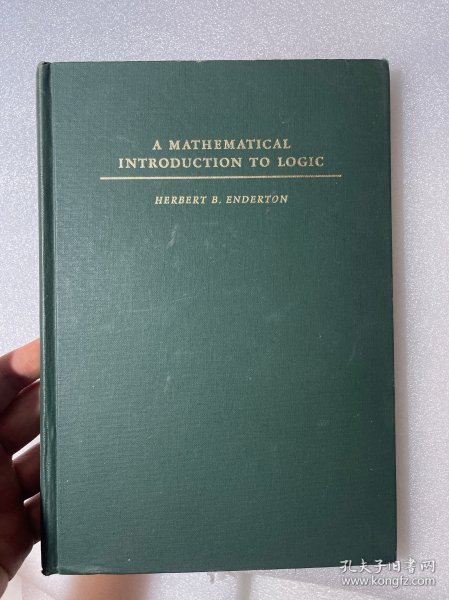 A MATHEMATICAL
INTRODUCTION TO LOGIC
HERBERT B. ENDERTON
孔夫子旧书网
www.kongfz.com